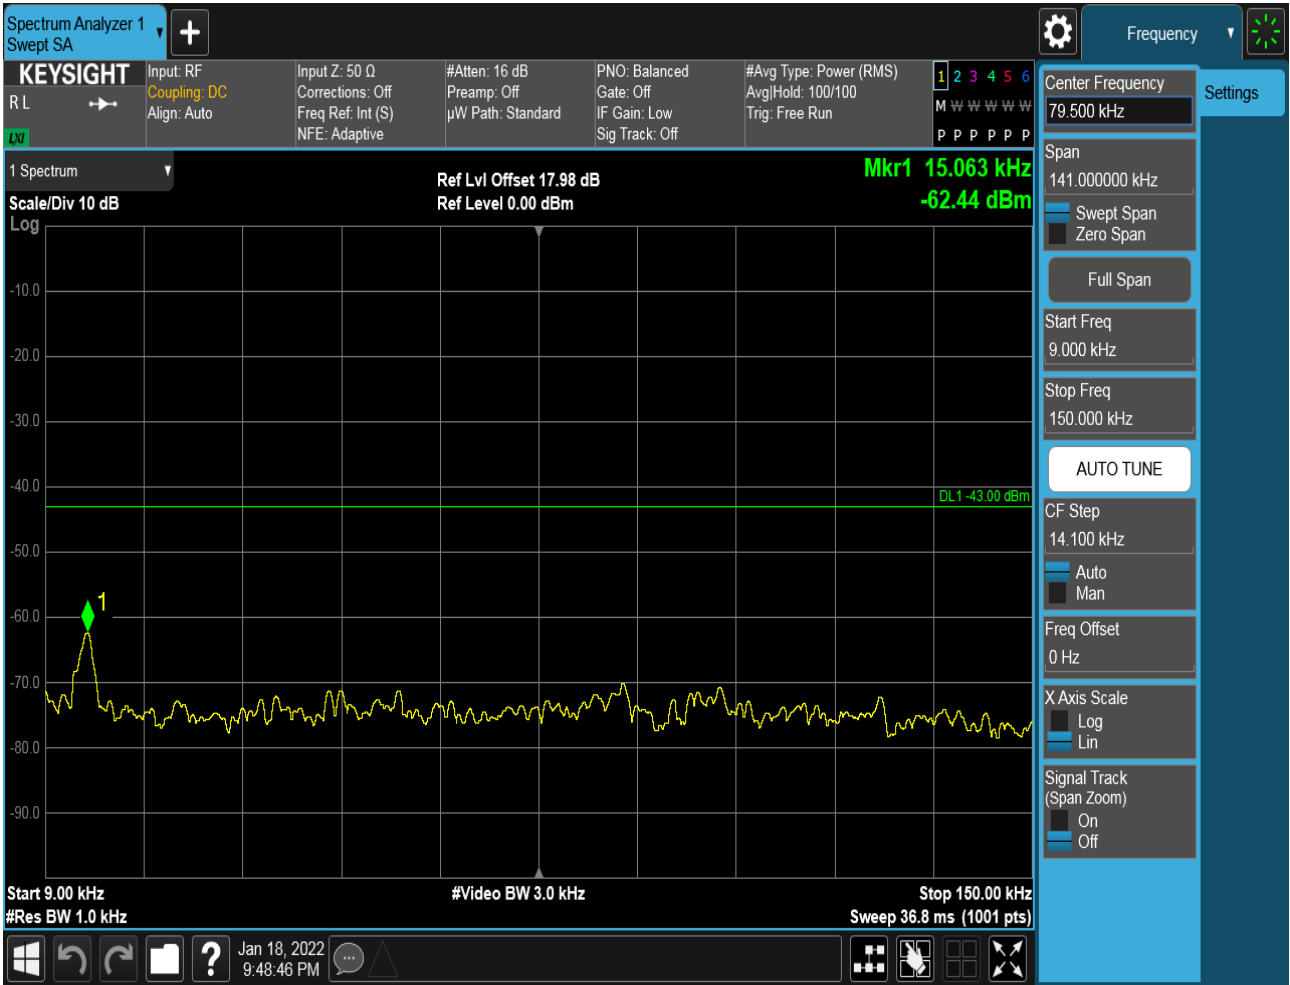 Spectrum Analyzer 1
Swept SA
Frequency
KEYSIGHT
R L
LXI
Input: RF
Coupling: DC
Align: Auto
Input Z: 50 Ω
Corrections: Off
Freq Ref: Int (S)
NFE: Adaptive
#Atten: 16 dB
Preamp: Off
µW Path: Standard
PNO: Balanced
Gate: Off
IF Gain: Low
Sig Track: Off
#Avg Type: Power (RMS)
Avg|Hold: 100/100
Trig: Free Run
1 2 3 4 5 6
M W W W W W
P P P P P P
1 Spectrum
Scale/Div 10 dB
Log
Ref Lvl Offset 17.98 dB
Ref Level 0.00 dBm
Mkr1 15.063 kHz
-62.44 dBm
-10.0
-20.0
-30.0
-40.0
DL1 -43.00 dBm
-50.0
1
-60.0
-70.0
-80.0
-90.0
Start 9.00 kHz
#Res BW 1.0 kHz
#Video BW 3.0 kHz
Stop 150.00 kHz
Sweep 36.8 ms (1001 pts)
Center Frequency
79.500 kHz
Settings
Span
141.000000 kHz
Swept Span
Zero Span
Full Span
Start Freq
9.000 kHz
Stop Freq
150.000 kHz
AUTO TUNE
CF Step
14.100 kHz
Auto
Man
Freq Offset
0 Hz
X Axis Scale
Log
Lin
Signal Track
(Span Zoom)
On
Off
?
Jan 18, 2022
9:48:46 PM